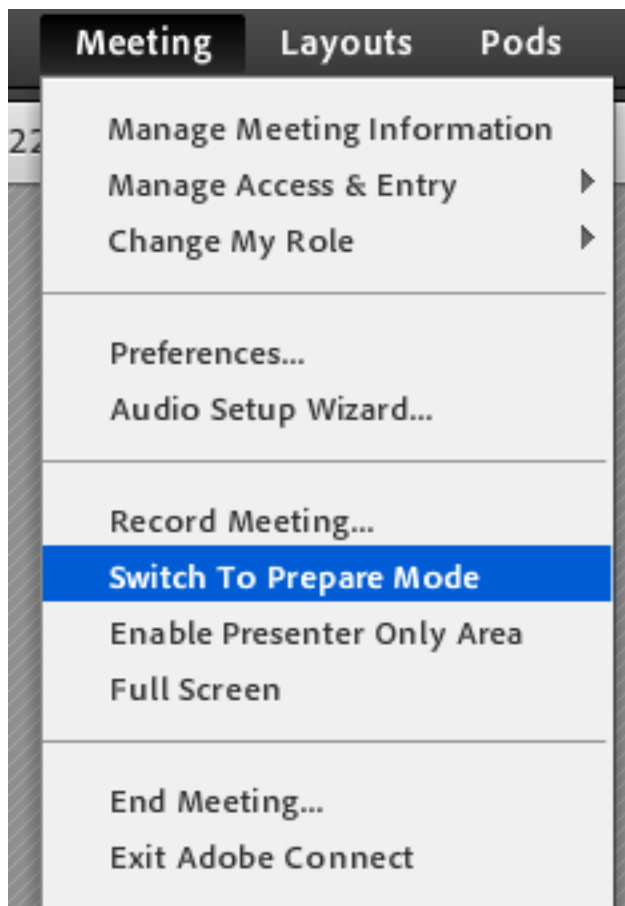 Meeting Layouts Pods
22
Manage Meeting Information
Manage Access & Entry
Change My Role
Preferences...
Audio Setup Wizard...
Record Meeting...
Switch To Prepare Mode
Enable Presenter Only Area
Full Screen
End Meeting...
Exit Adobe Connect